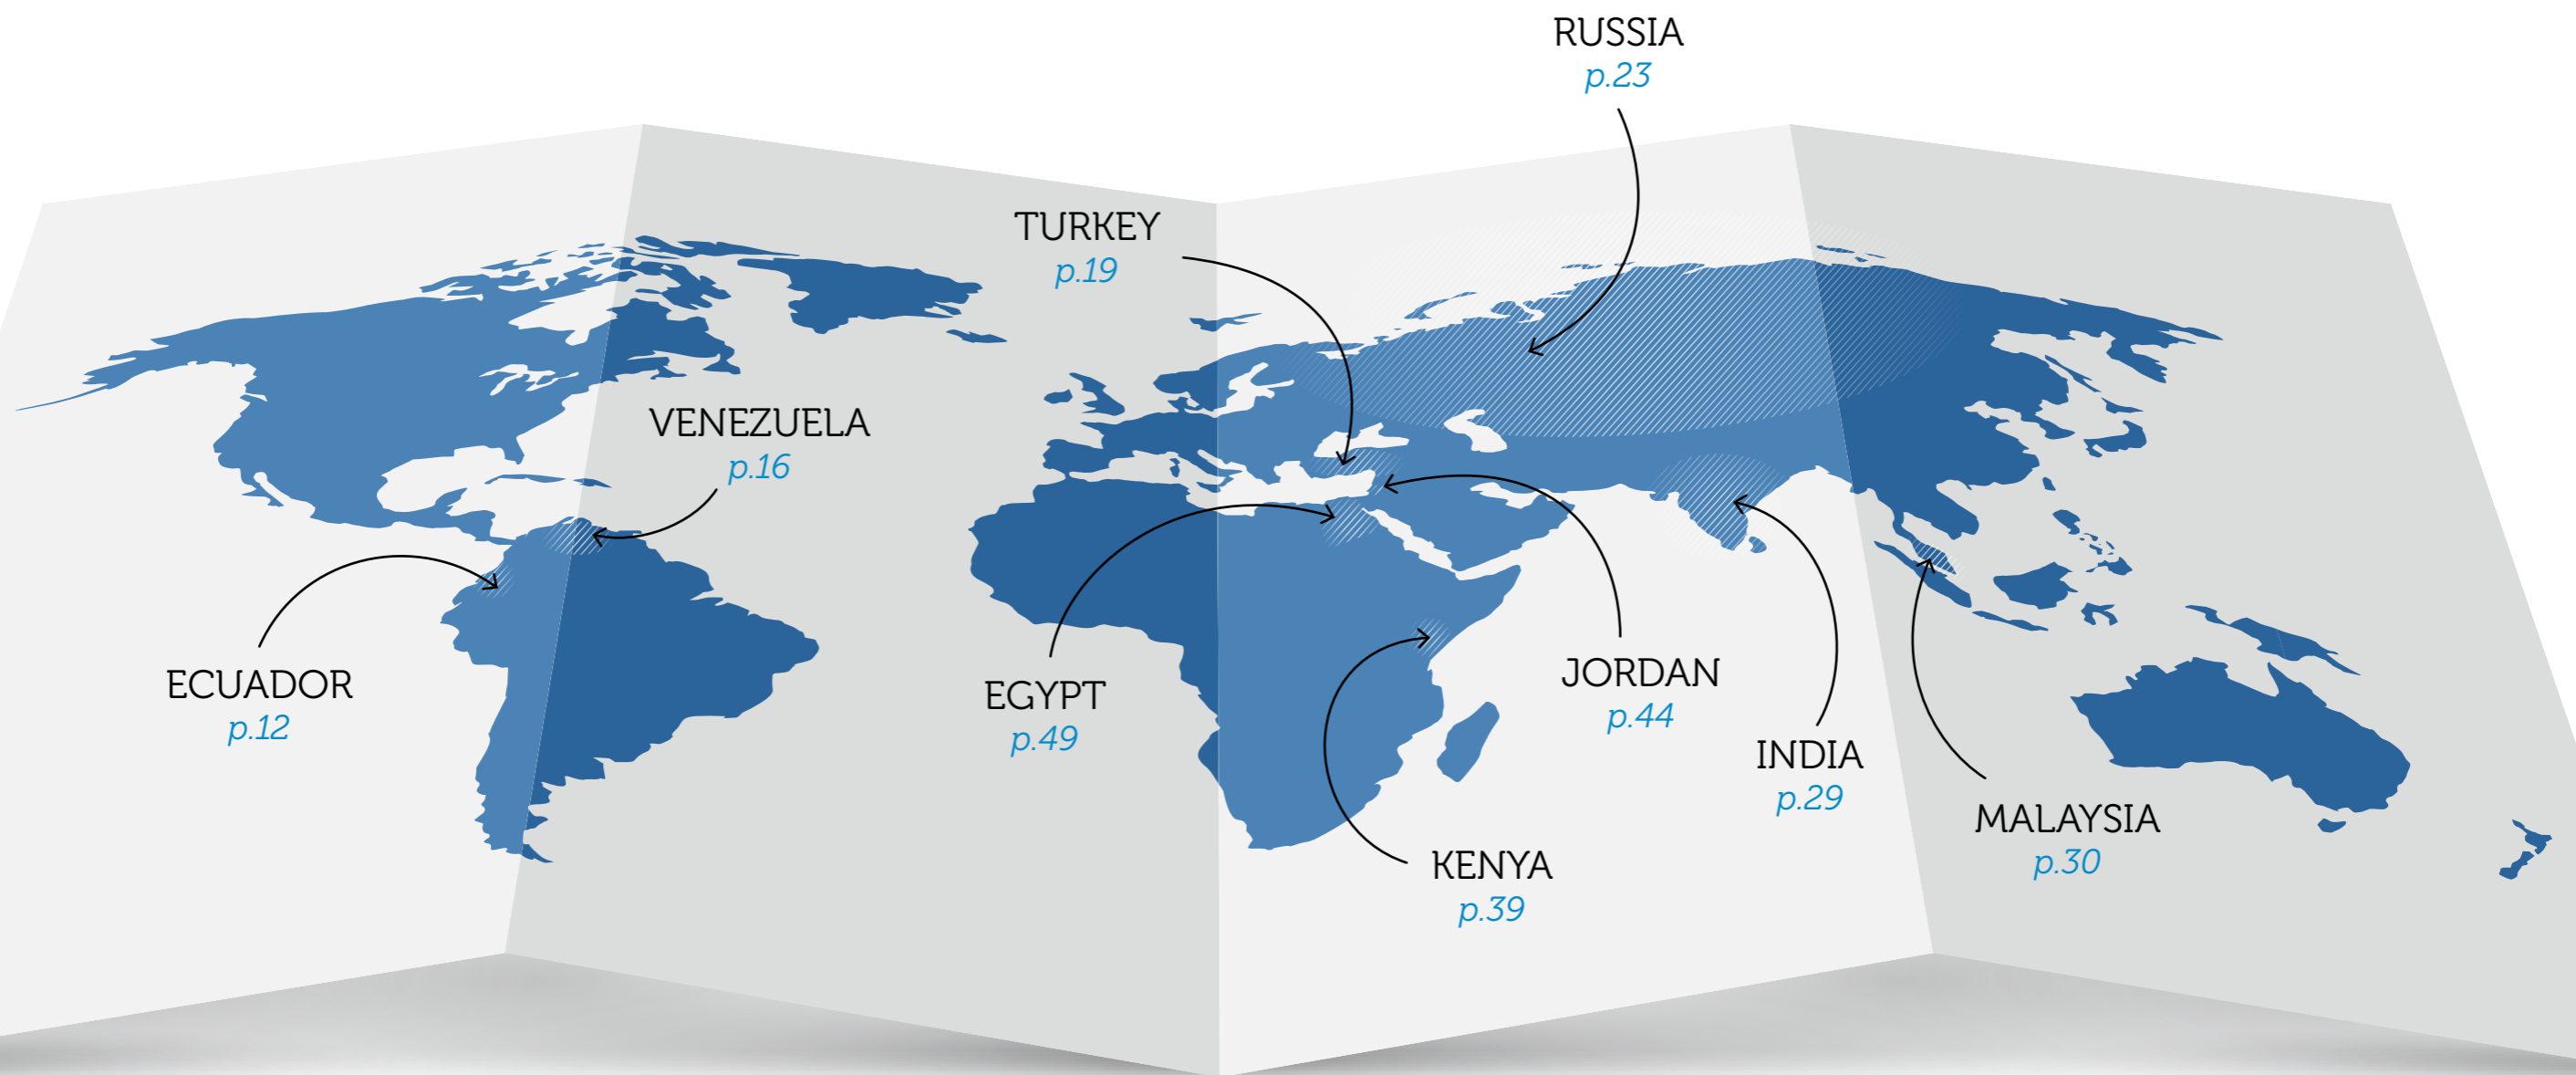 RUSSIA
p.23
TURKEY
p.19
VENEZUELA
p.16
ECUADOR
p.12
EGYPT
p.49
JORDAN
p.44
INDIA
p.29
MALAYSIA
p.30
KENYA
p.39